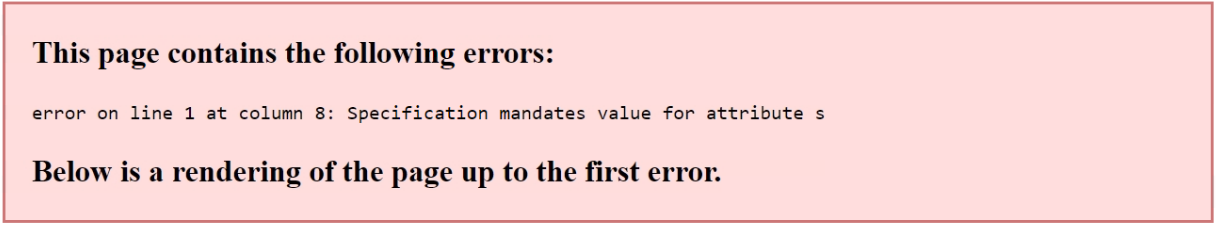 This page contains the following errors:
error on line 1 at column 8: Specification mandates value for attribute s
Below is a rendering of the page up to the first error.